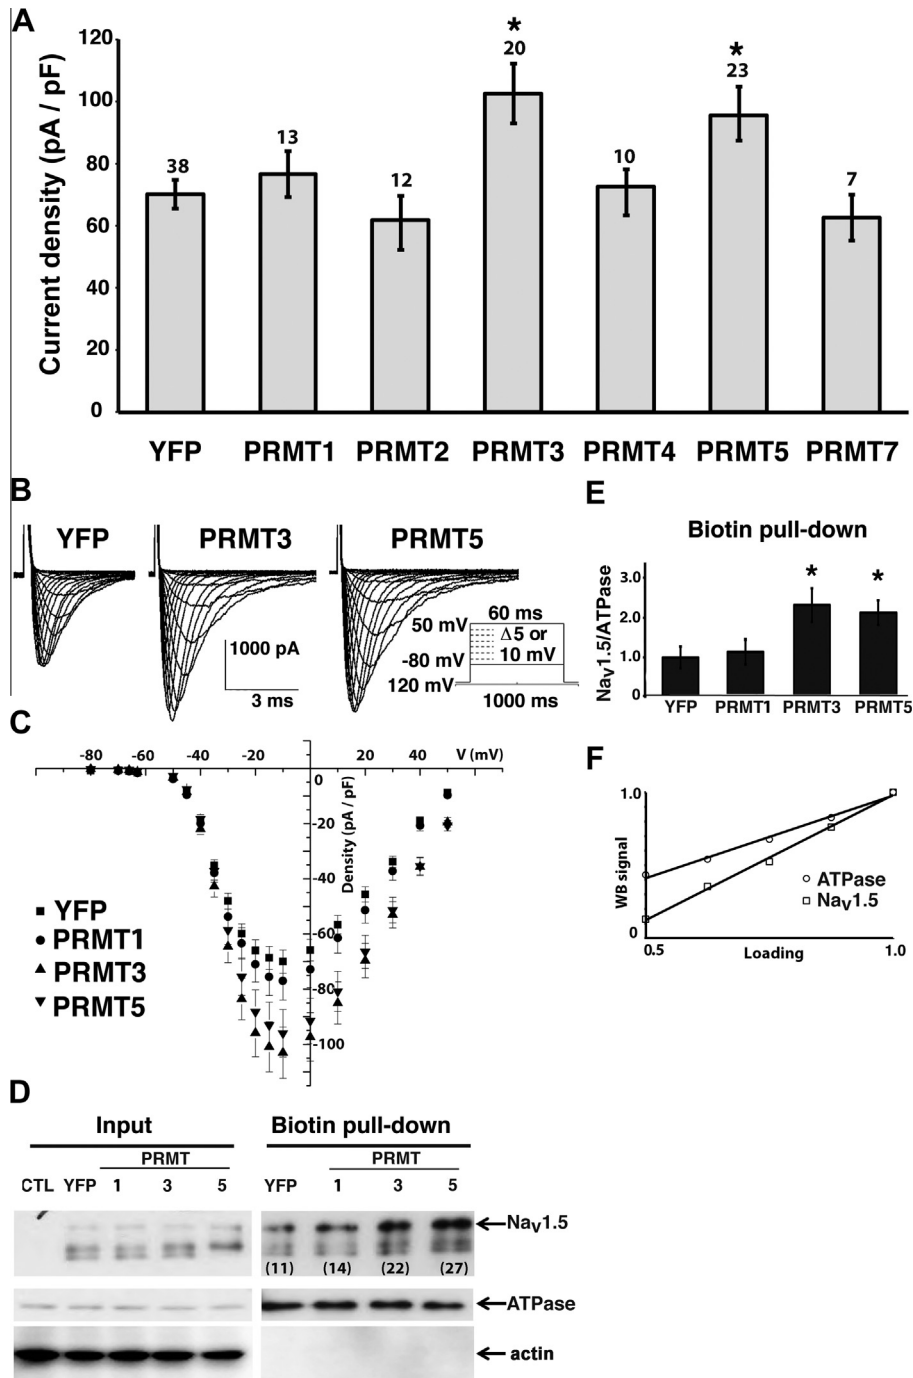 A
Current density (pA / pF)
120
100
80
60
40
20
0
38
13
12
*
20
10
*
23
7
YFP PRMT1 PRMT2 PRMT3 PRMT4 PRMT5 PRMT7
B
YFP
PRMT3
PRMT5
1000 pA
3 ms
60 ms
50 mV
Δ5 or
10 mV
-80 mV
120 mV
1000 ms
E
Biotin pull-down
Nav1.5/ATPase
3.0
2.0
1.0
0
* *
YFP PRMT1 PRMT3 PRMT5
C
-80 -60 -40 -20 20 40 V (mV)
0
-20
-40
-60
-80
-100
Density (pA / pF)
YFP
PRMT1
PRMT3
PRMT5
F
WB signal
1.0
0
ATPase
Nav1.5
0.5 Loading 1.0
D
Input Biotin pull-down
PRMT PRMT
CTL YFP 1 3 5 YFP 1 3 5
Nav1.5
(11) (14) (22) (27)
ATPase
actin